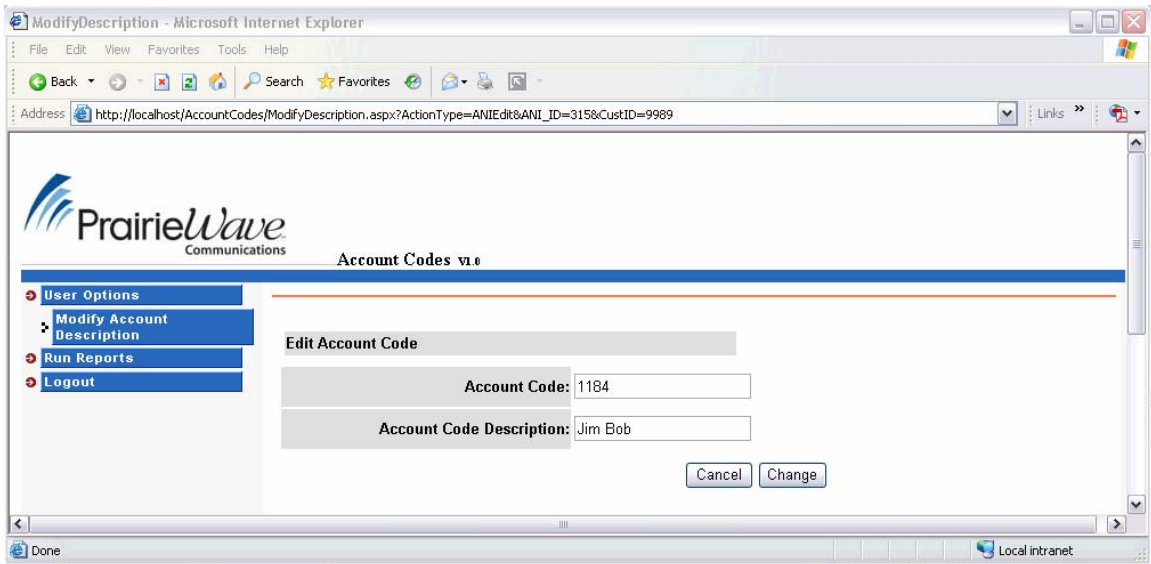 ModifyDescription - Microsoft Internet Explorer
File Edit View Favorites Tools Help
Back Search Favorites
Address http://localhost/AccountCodes/ModifyDescription.aspx?ActionType=ANIEdit&ANI_ID=315&CustID=9989 Links »
PrairieWave
Communications
Account Codes v1.0
User Options
Modify Account
Description
Run Reports
Logout
Edit Account Code
Account Code: 1184
Account Code Description: Jim Bob
Cancel Change
Done Local intranet